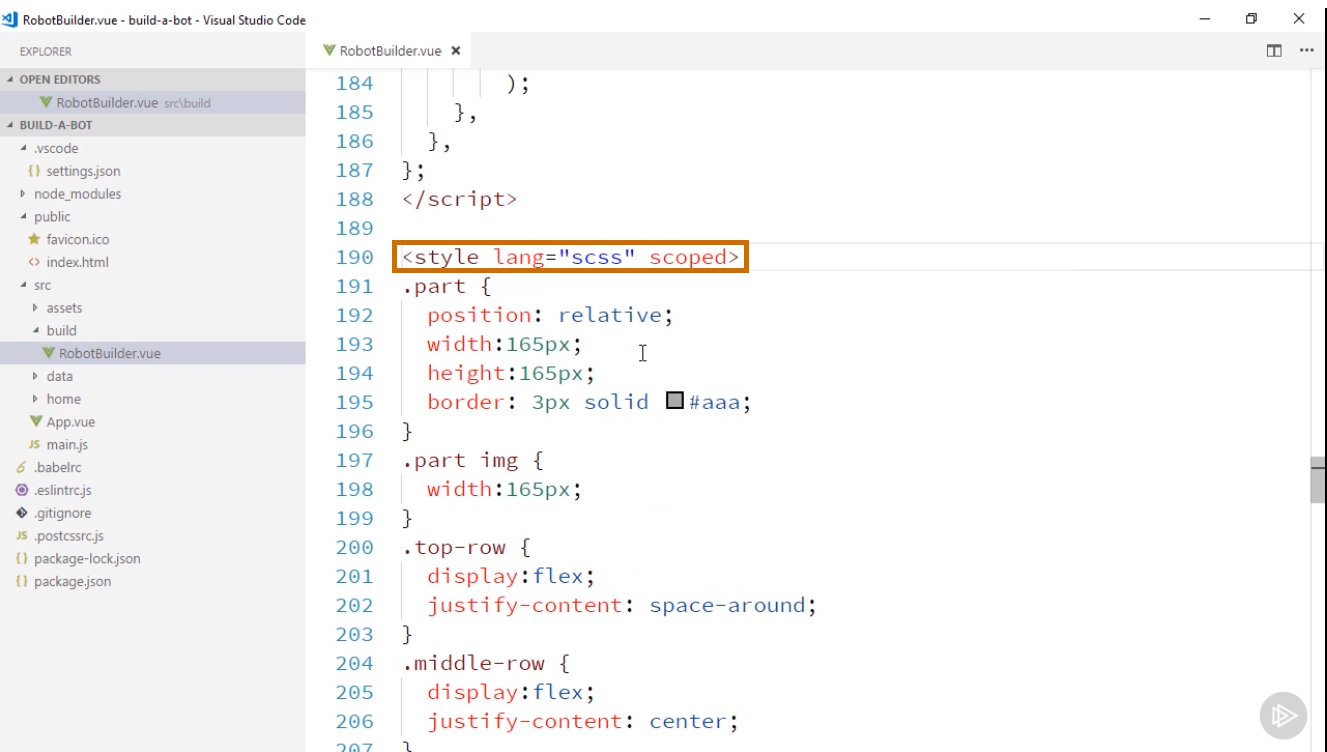 RobotBuilder.vue - build-a-bot - Visual Studio Code
EXPLORER
OPEN EDITORS
RobotBuilder.vue src\build
BUILD-A-BOT
.vscode
{} settings.json
node_modules
public
favicon.ico
<> index.html
src
assets
build
RobotBuilder.vue
data
home
App.vue
JS main.js
.babelrc
.eslintrc.js
.gitignore
JS .postcssrc.js
{} package-lock.json
{} package.json
RobotBuilder.vue ×
184 );
185 },
186 },
187 };
188 </script>
189
190 <style lang="scss" scoped>
191 .part {
192 position: relative;
193 width:165px;
194 height:165px;
195 border: 3px solid #aaa;
196 }
197 .part img {
198 width:165px;
199 }
200 .top-row {
201 display:flex;
202 justify-content: space-around;
203 }
204 .middle-row {
205 display:flex;
206 justify-content: center;
207 }